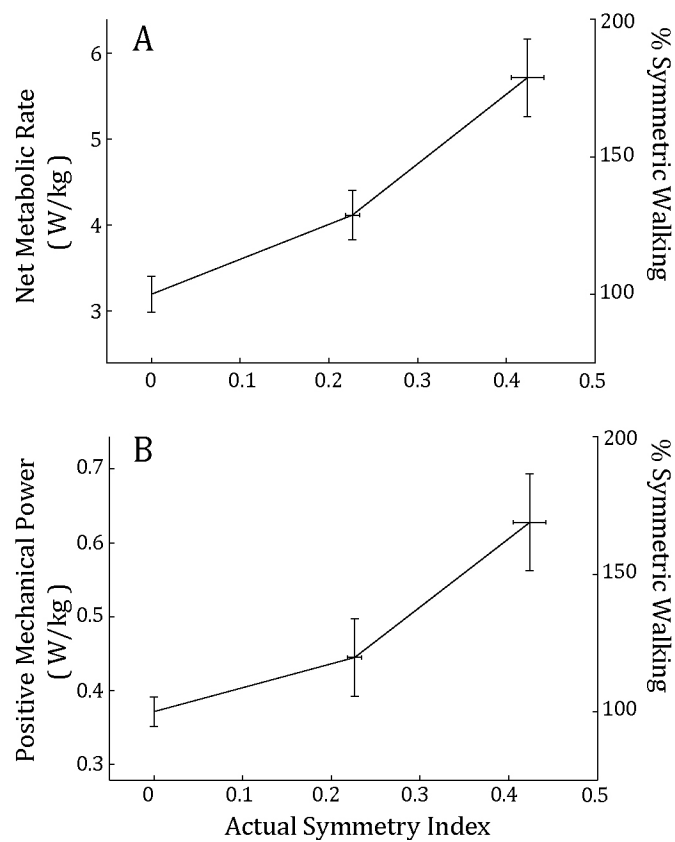 A
Net Metabolic Rate
( W/kg )
6
5
4
3
200
150
100
% Symmetric Walking
0 0.1 0.2 0.3 0.4 0.5
B
Positive Mechanical Power
( W/kg )
0.7
0.6
0.5
0.4
0.3
200
150
100
% Symmetric Walking
0 0.1 0.2 0.3 0.4 0.5
Actual Symmetry Index